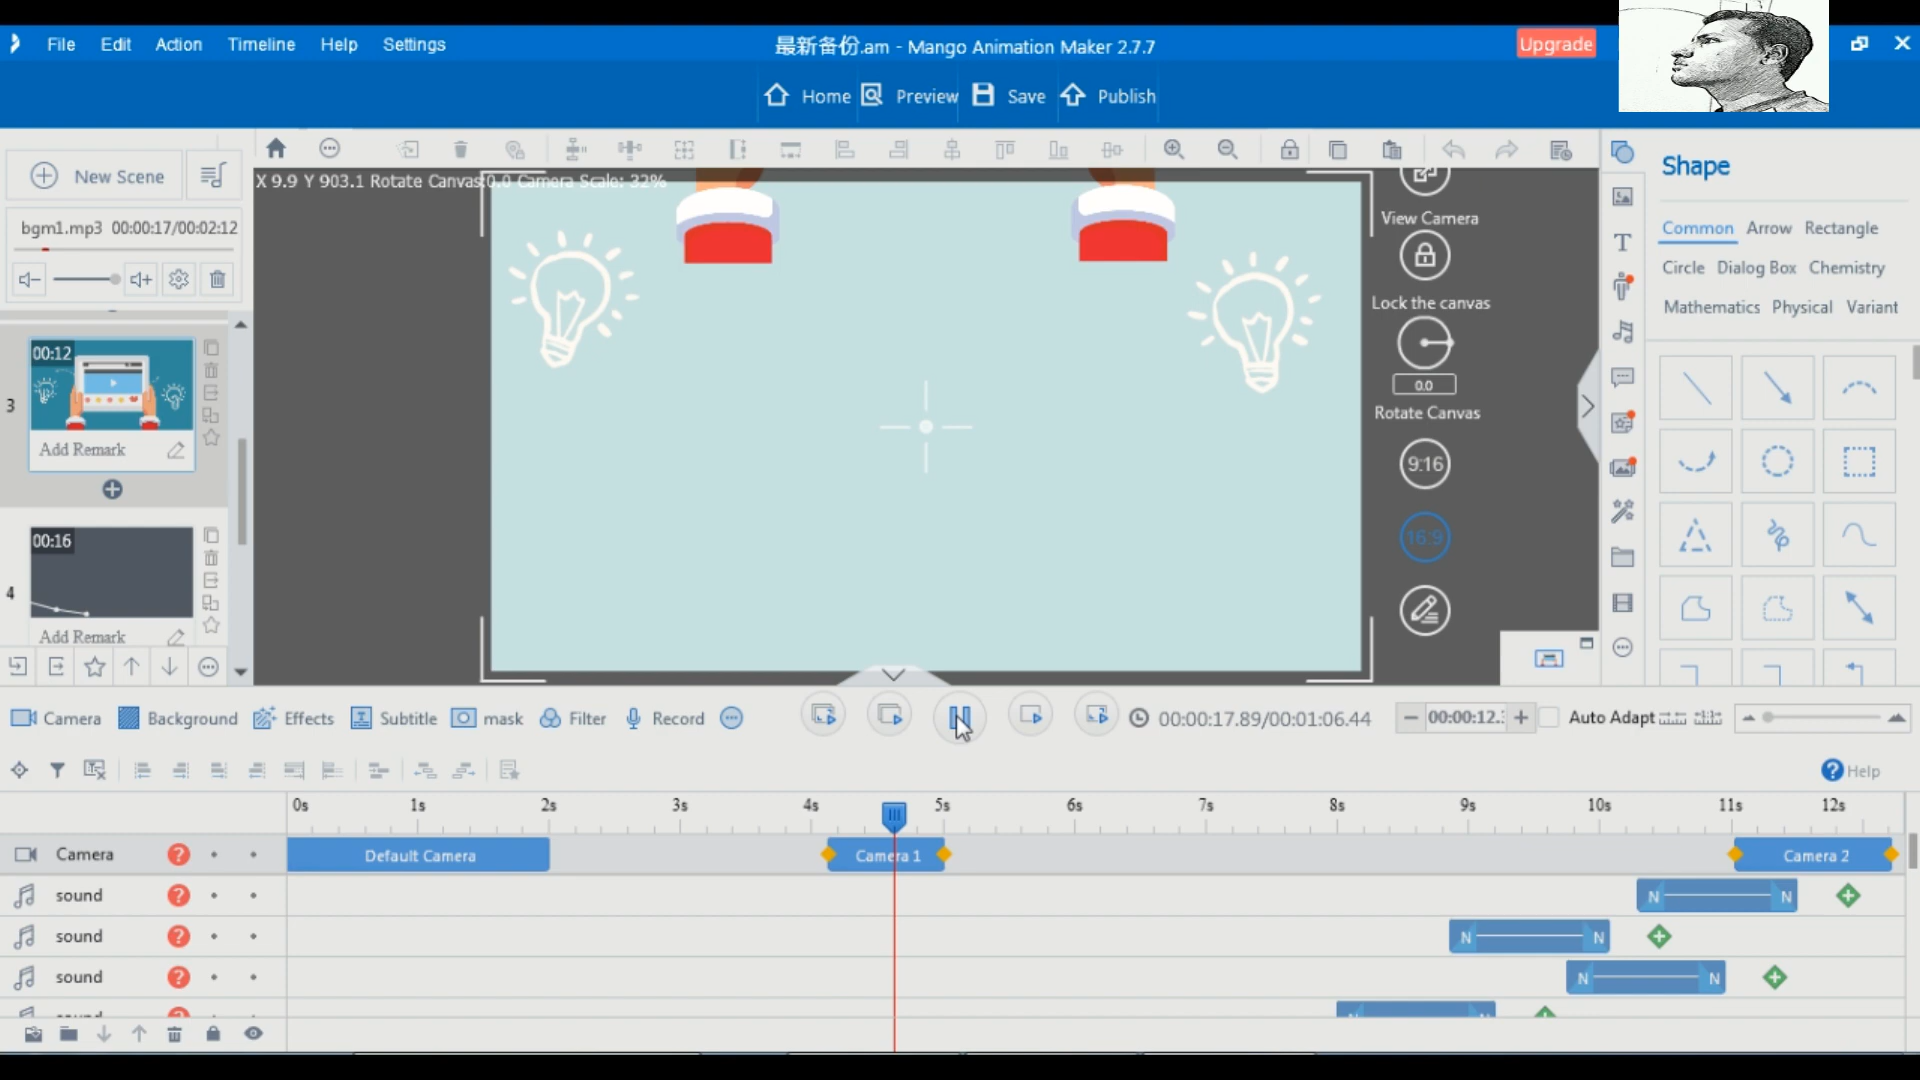 File Edit Action Timeline Help Settings
最新备份.am - Mango Animation Maker 2.7.7
Upgrade
Home Preview Save Publish
New Scene
X 9.9 Y 903.1 Rotate Canvas:0.0 Camera Scale: 32%
Shape
bgm1.mp3 00:00:17/00:02:12
View Camera
Common Arrow Rectangle
Circle Dialog Box Chemistry
Lock the canvas
Mathematics Physical Variant
00:12
0.0
3
Rotate Canvas
Add Remark
9:16
00:16
16:9
4
Add Remark
Camera Background Effects Subtitle mask Filter Record
00:00:17.89/00:01:06.44
00:00:12.
Auto Adapt
Help
0s 1s 2s 3s 4s 5s 6s 7s 8s 9s 10s 11s 12s
Camera ? Default Camera Camera 1 Camera 2
sound ? N N
sound ? N N
sound ? N N